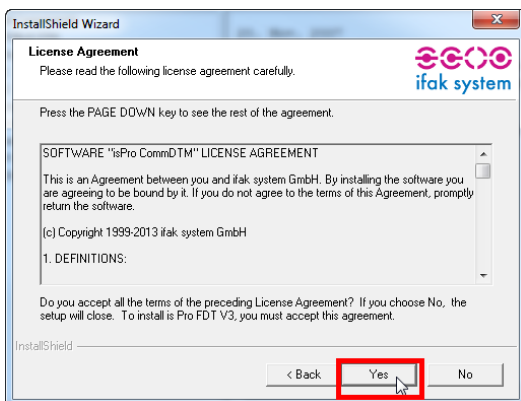 InstallShield Wizard
License Agreement
Please read the following license agreement carefully.
ifak system
Press the PAGE DOWN key to see the rest of the agreement.
SOFTWARE "isPro CommDTM" LICENSE AGREEMENT
This is an Agreement between you and ifak system GmbH. By installing the software you
are agreeing to be bound by it. If you do not agree to the terms of this Agreement, promptly
return the software.
(c) Copyright 1999-2013 ifak system GmbH
1. DEFINITIONS:
Do you accept all the terms of the preceding License Agreement? If you choose No, the
setup will close. To install is Pro FDT V3, you must accept this agreement.
InstallShield
< Back
Yes
No